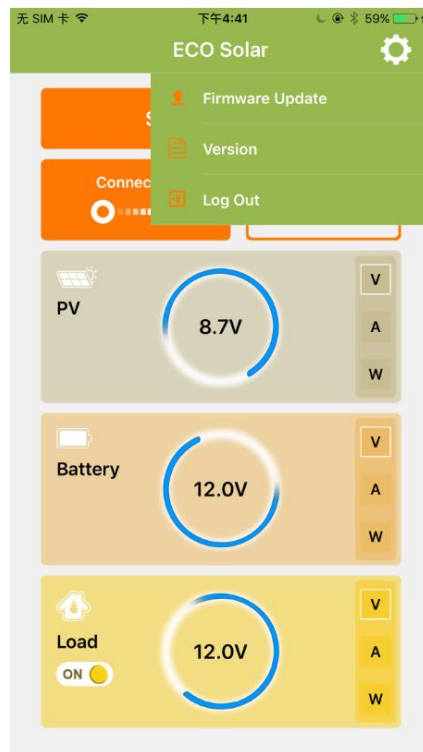 无 SIM 卡 下午4:41 59%
ECO Solar
Firmware Update
Version
Log Out
PV
8.7V
V
A
W
Battery
12.0V
V
A
W
Load
ON
12.0V
V
A
W